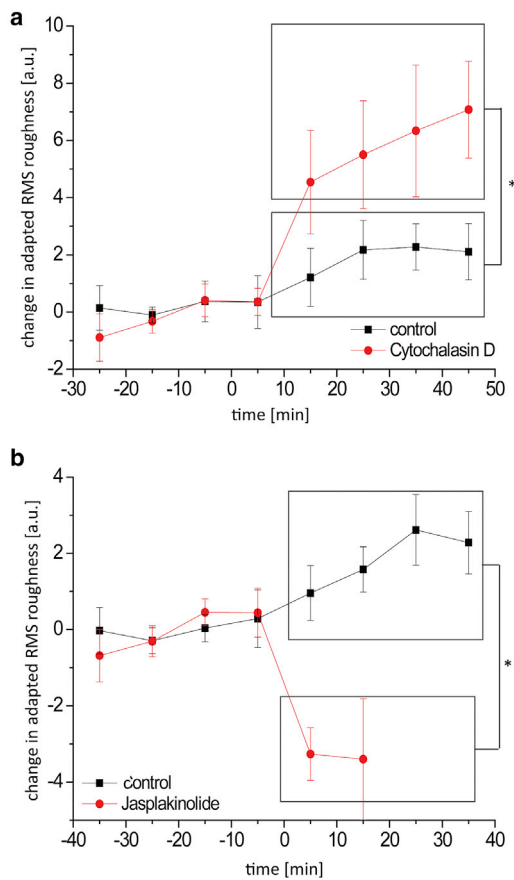 a
change in adapted RMS roughness [a.u.]
10
8
6
4
2
0
-2
*
control
Cytochalasin D
-30 -20 -10 0 10 20 30 40 50
time [min]
b
change in adapted RMS roughness [a.u.]
4
2
0
-2
-4
*
control
Jasplakinolide
-40 -30 -20 -10 0 10 20 30 40
time [min]